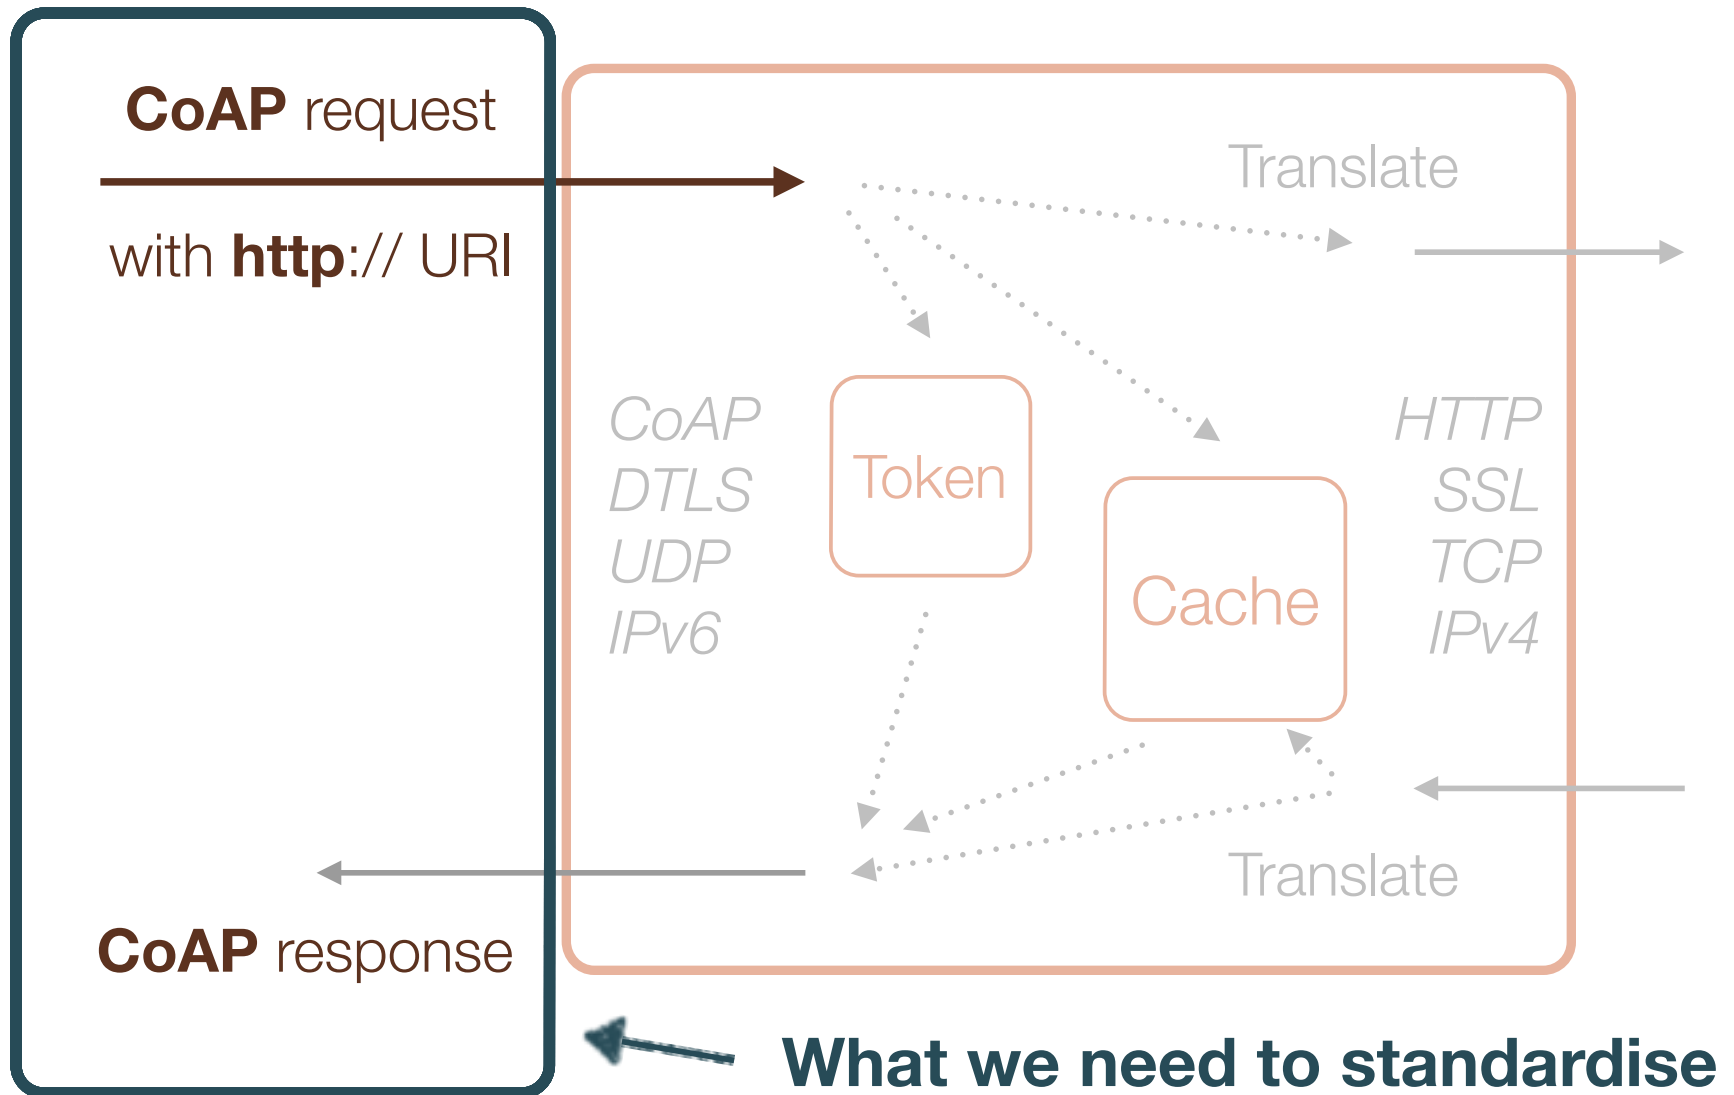 CoAP request
with http:// URI
Translate
CoAP
DTLS
UDP
IPv6
Token
Cache
HTTP
SSL
TCP
IPv4
Translate
CoAP response
What we need to standardise